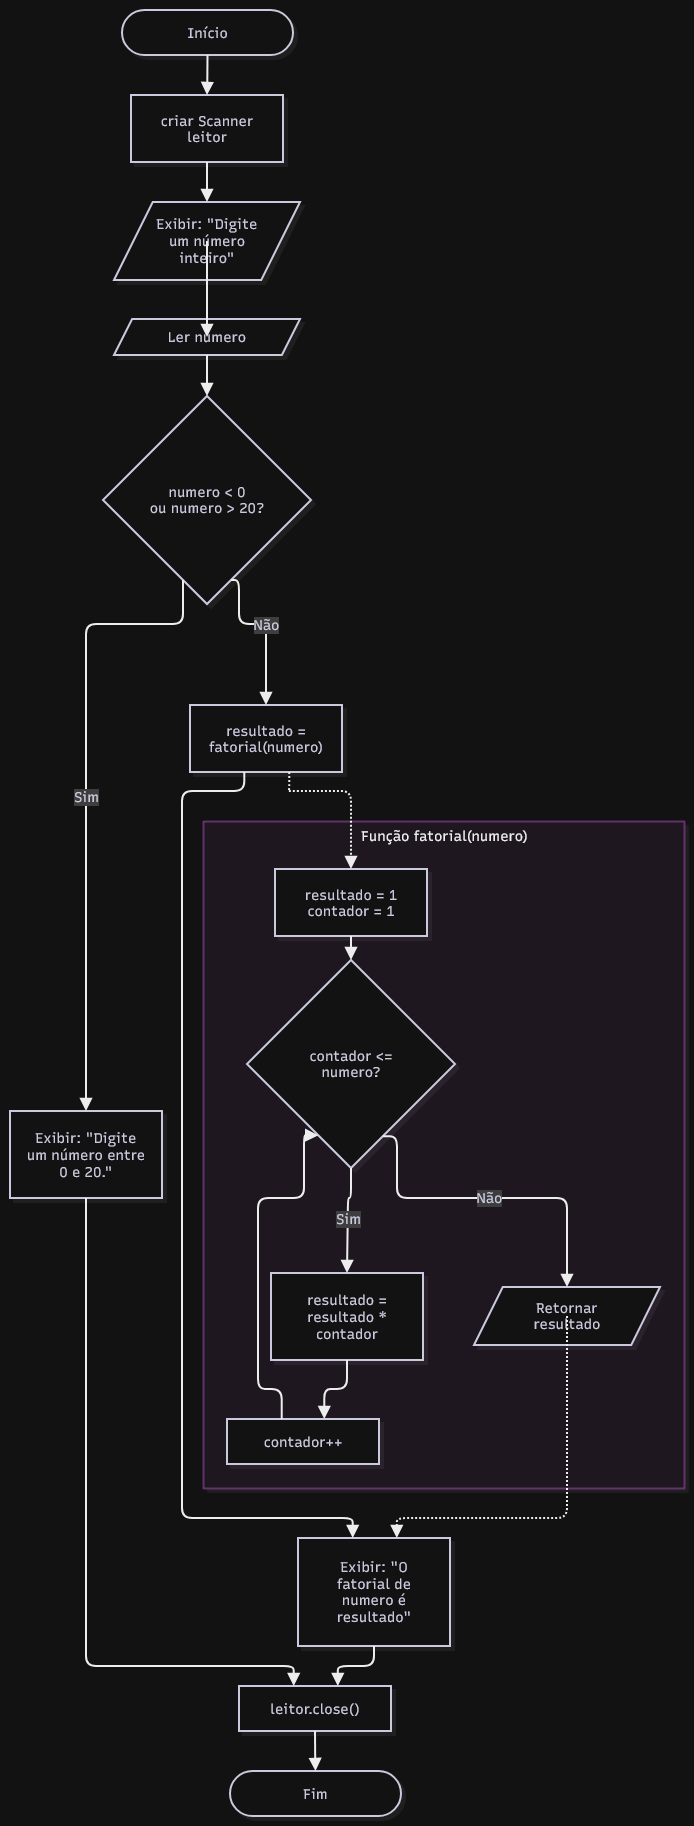 Início
criar Scanner
leitor
Exibir: "Digite
um número
inteiro"
Ler numero
numero < 0
ou numero > 20?
Não
resultado =
fatorial(numero)
Sim
Função fatorial(numero)
resultado = 1
contador = 1
contador <=
numero?
Exibir: "Digite
um número entre
0 e 20."
Não
Sim
resultado =
resultado *
contador
Retornar
resultado
contador++
Exibir: "O
fatorial de
numero é
resultado"
leitor.close()
Fim